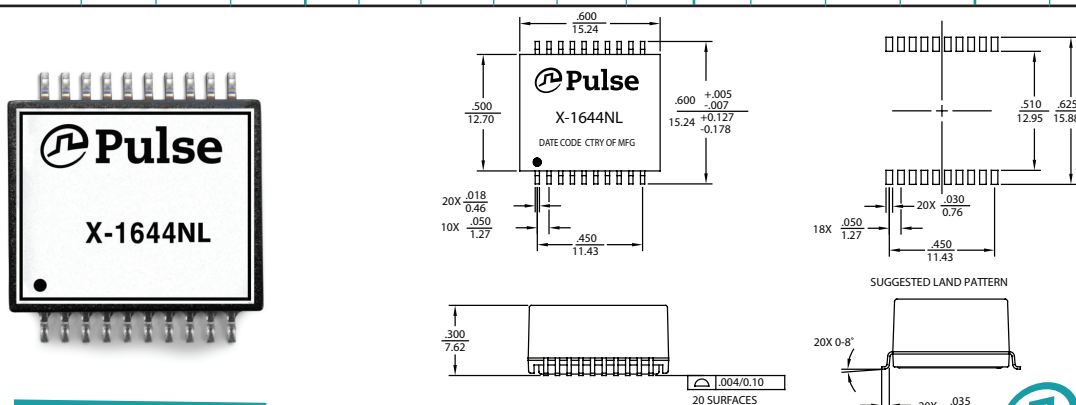 Pulse
X-1644NL
.600
15.24
Pulse
X-1644NL
DATE CODE CTRY OF MFG
.500
12.70
.600 +.005
-.007
15.24 +0.127
-0.178
20X .018
0.46
10X .050
1.27
.450
11.43
.510
12.95
.625
15.88
20X .030
0.76
18X .050
1.27
.450
11.43
SUGGESTED LAND PATTERN
.300
7.62
.004/0.10
20 SURFACES
20X 0-8°
20X .035